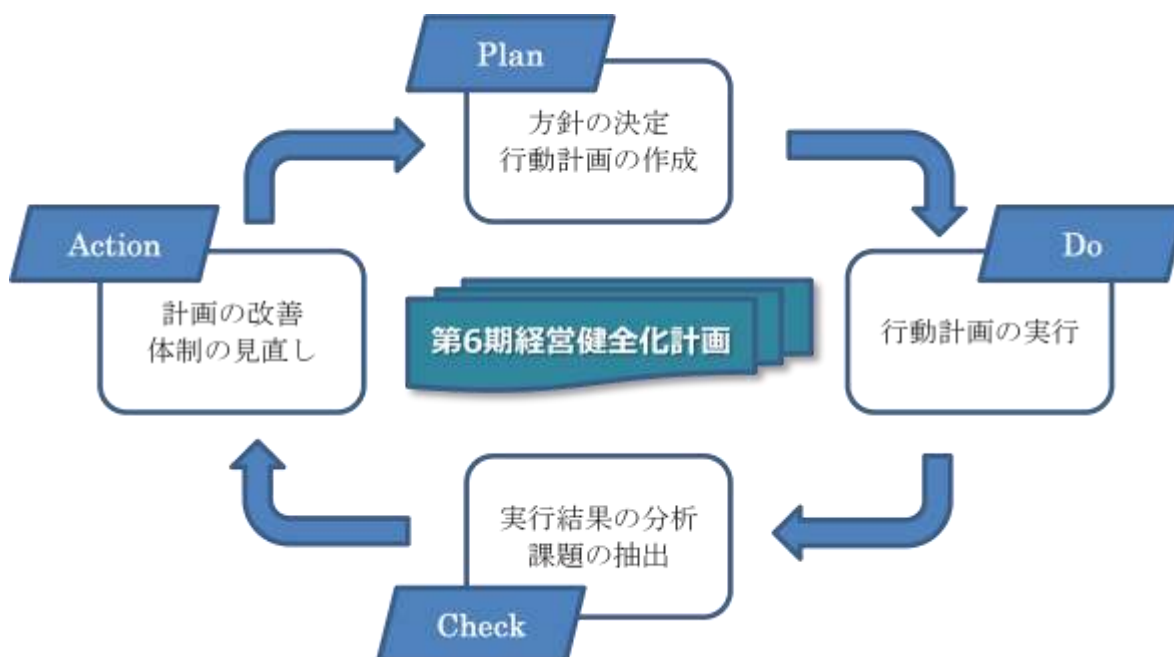 Plan
方針の決定
行動計画の作成
Action
計画の改善
体制の見直し
第6期経営健全化計画
Do
行動計画の実行
実行結果の分析
課題の抽出
Check